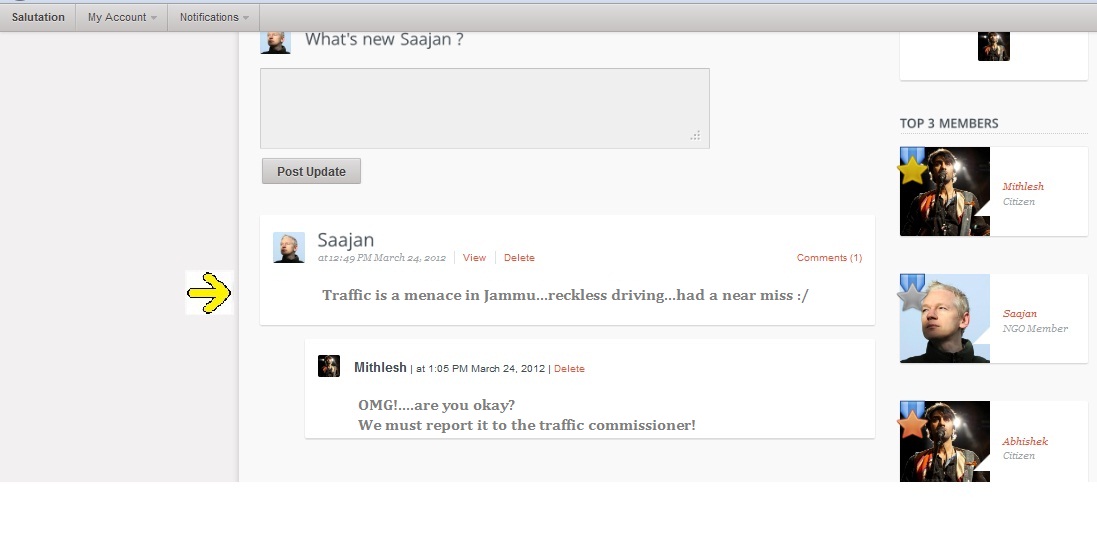 Salutation My Account Notifications
What's new Saajan ?
Post Update
Saajan
at 12:49 PM March 24, 2012 View Delete Comments (1)
Traffic is a menace in Jammu...reckless driving...had a near miss :/
Mithlesh | at 1:05 PM March 24, 2012 | Delete
OMG!....are you okay?
We must report it to the traffic commissioner!
TOP 3 MEMBERS
Mithlesh
Citizen
Saajan
NGO Member
Abhishek
Citizen